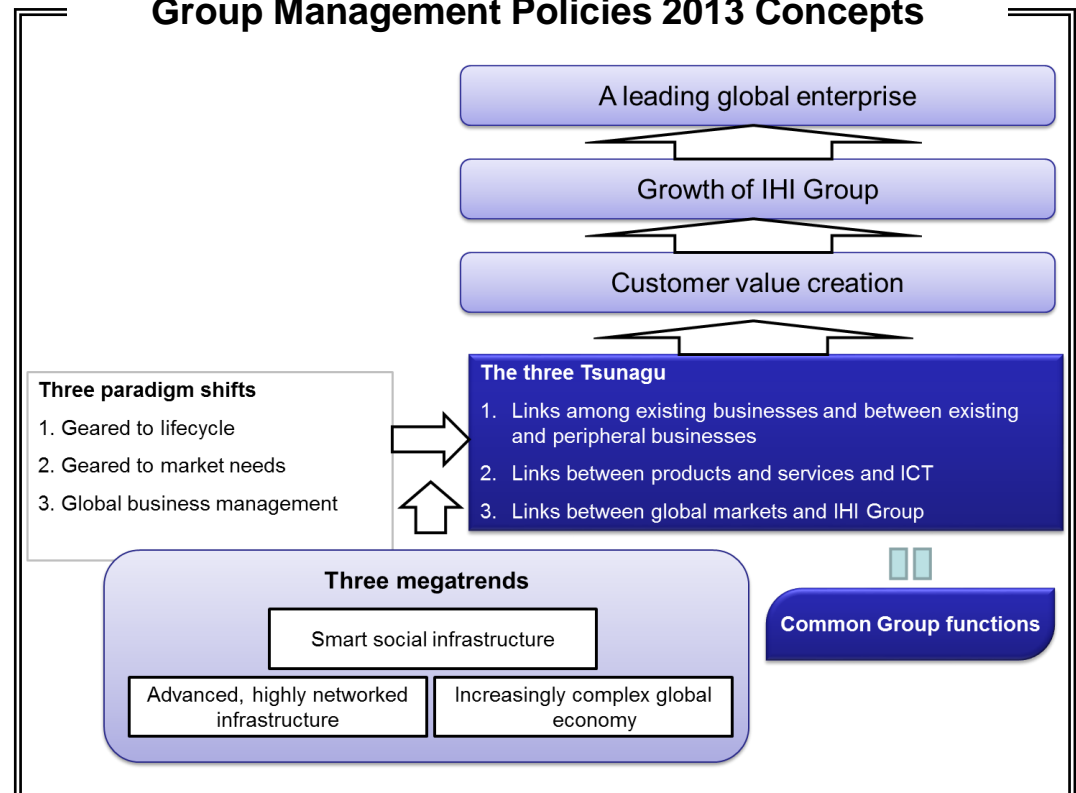 Group Management Policies 2013 Concepts
A leading global enterprise
Growth of IHI Group
Customer value creation
Three paradigm shifts
1. Geared to lifecycle
2. Geared to market needs
3. Global business management
The three Tsunagu
1. Links among existing businesses and between existing
and peripheral businesses
2. Links between products and services and ICT
3. Links between global markets and IHI Group
Three megatrends
Smart social infrastructure
Advanced, highly networked
infrastructure
Increasingly complex global
economy
Common Group functions